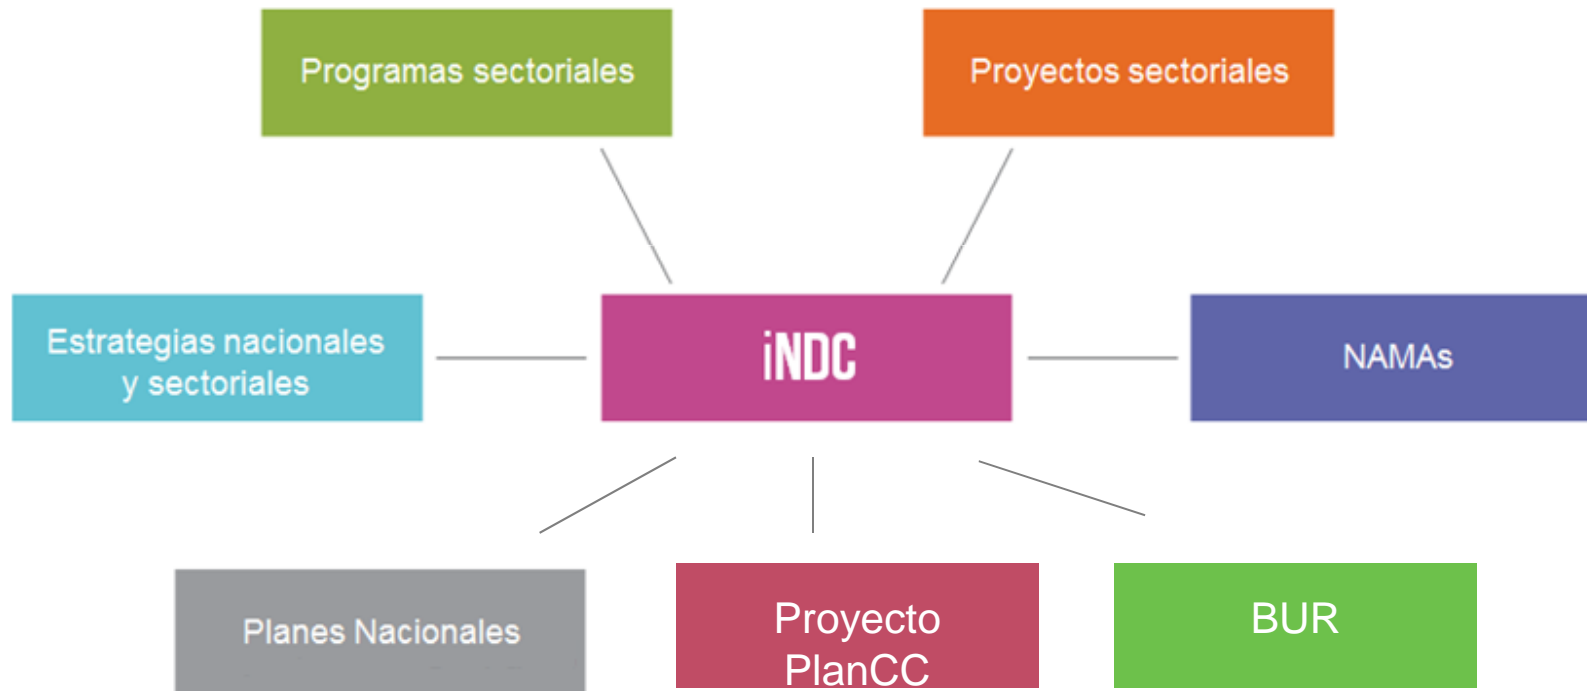 Programas sectoriales
Proyectos sectoriales
Estrategias nacionales
y sectoriales
iNDC
NAMAs
Planes Nacionales
Proyecto
PlanCC
BUR